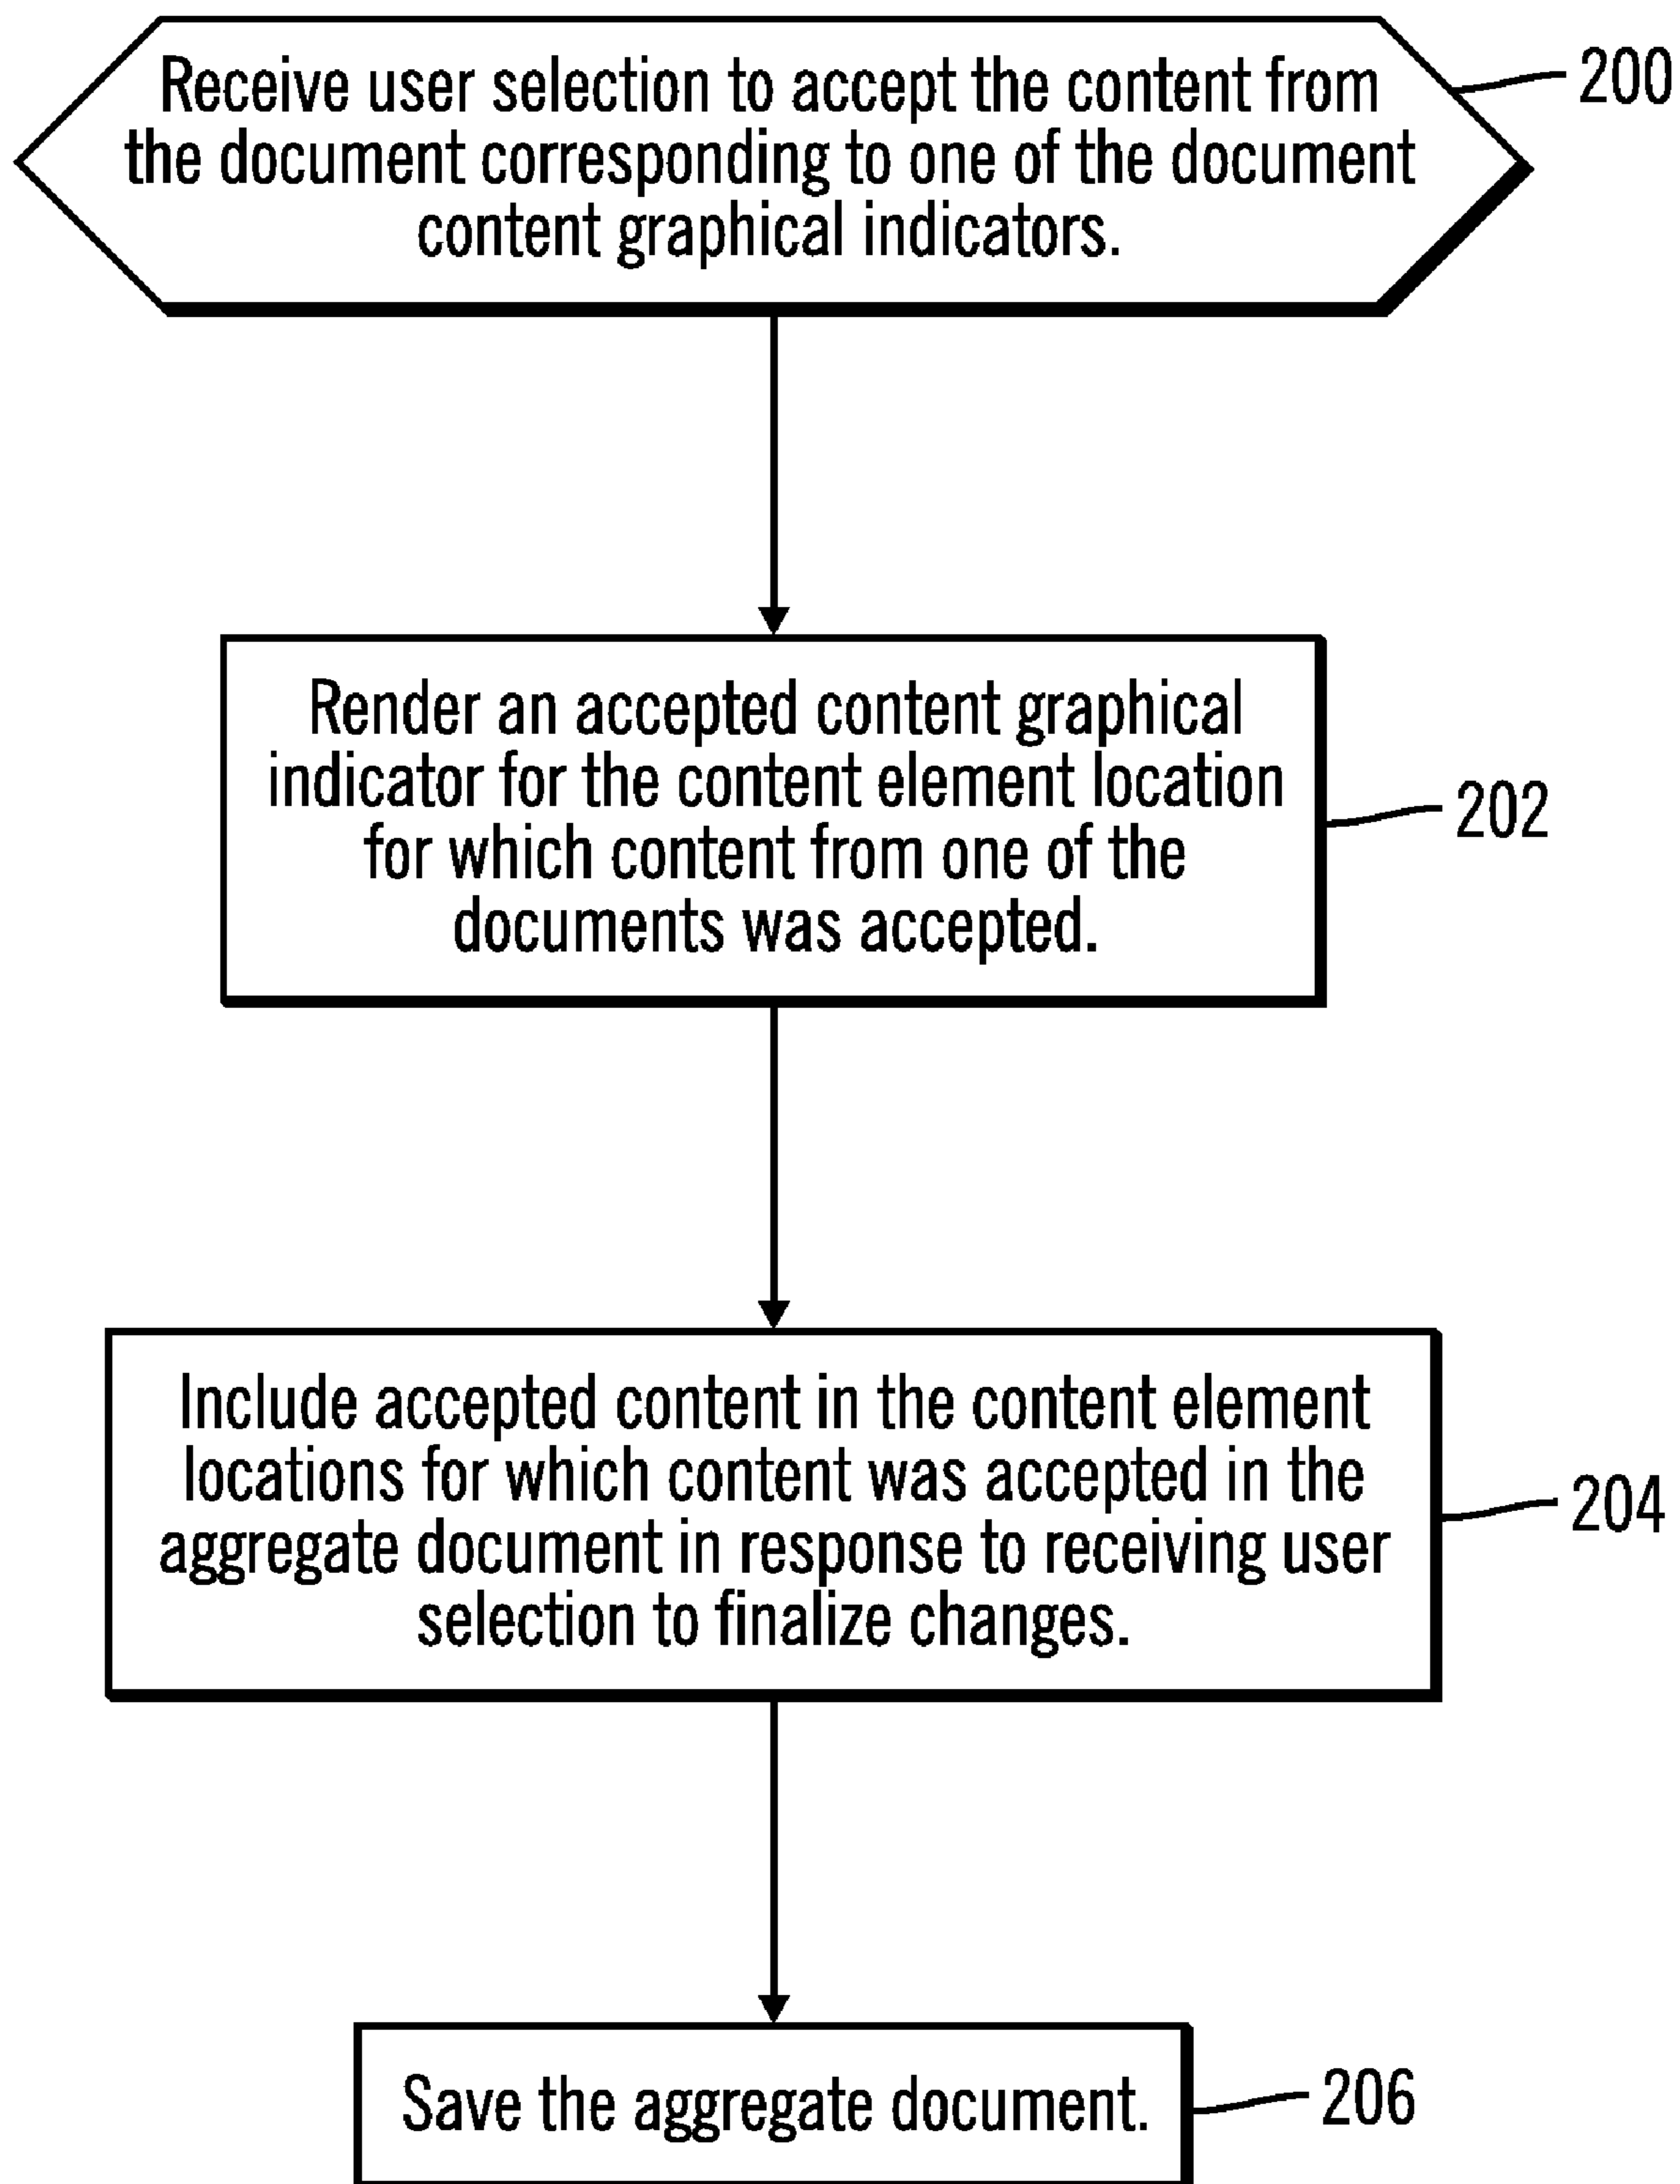 Receive user selection to accept the content from
the document corresponding to one of the document
content graphical indicators.
200
Render an accepted content graphical
indicator for the content element location
for which content from one of the
documents was accepted.
202
Include accepted content in the content element
locations for which content was accepted in the
aggregate document in response to receiving user
selection to finalize changes.
204
Save the aggregate document.
206